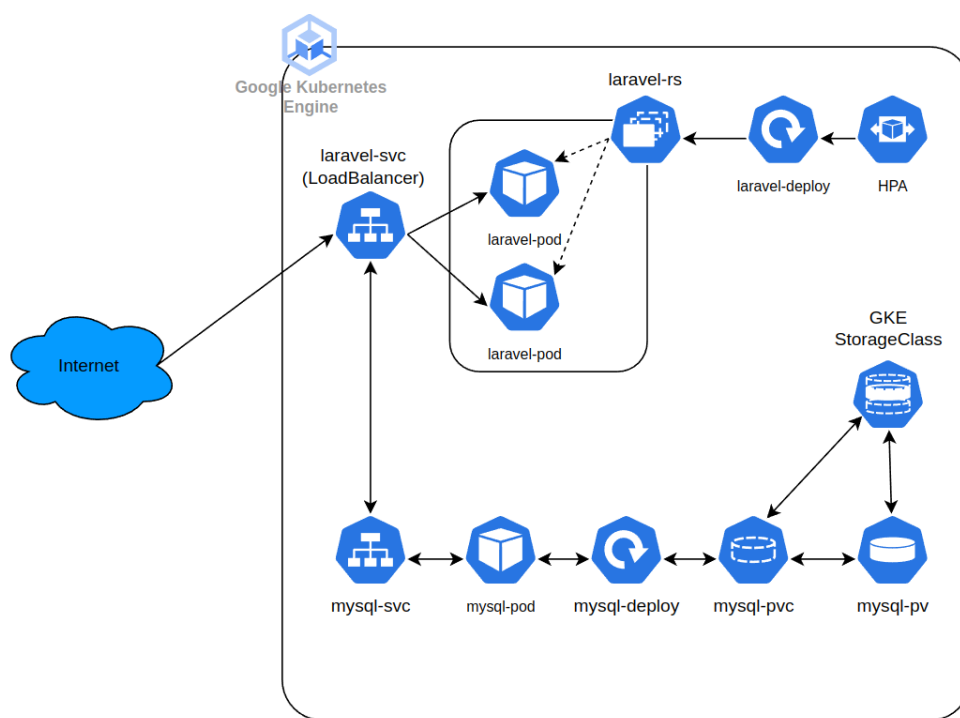 Google Kubernetes
Engine
laravel-rs
laravel-svc
(LoadBalancer)
laravel-deploy
HPA
laravel-pod
laravel-pod
Internet
GKE
StorageClass
mysql-svc
mysql-pod
mysql-deploy
mysql-pvc
mysql-pv